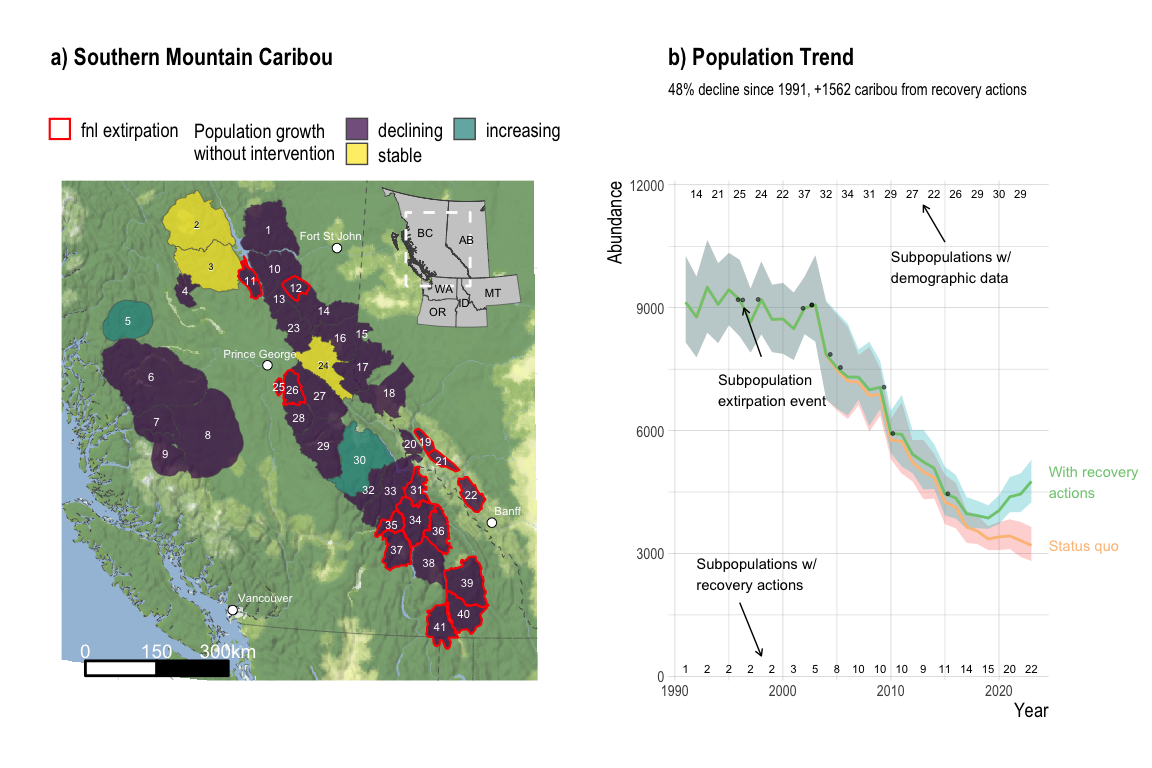 a) Southern Mountain Caribou
fnl extirpation
Population growth
without intervention
declining
increasing
stable
1
2
3
4
5
6
7
8
9
10
11
12
13
14
15
16
17
18
19
20
21
22
23
24
25
26
27
28
29
30
31
32
33
34
35
36
37
38
39
40
41
Fort St John
Prince George
Banff
Vancouver
BC
AB
WA
ID
MT
OR
0 150 300km
b) Population Trend
48% decline since 1991, +1562 caribou from recovery actions
Abundance
12000
9000
6000
3000
0
14 21 25 24 22 37 32 34 31 29 27 22 26 29 30 29
Subpopulations w/
demographic data
Subpopulation
extirpation event
With recovery
actions
Status quo
Subpopulations w/
recovery actions
1 2 2 2 2 3 5 8 10 10 10 9 11 14 15 20 22
1990 2000 2010 2020
Year